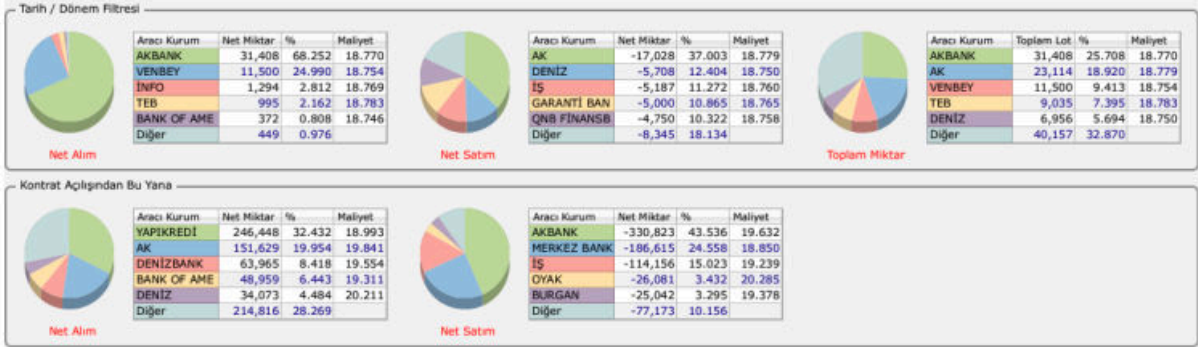 Tarih / Dönem Filtresi
Aracı Kurum Net Miktar % Maliyet
AKBANK 31,408 68.252 18.770
VENBEY 11,500 24.990 18.754
İNFO 1,294 2.812 18.769
TEB 995 2.162 18.783
BANK OF AME 372 0.808 18.746
Diğer 449 0.976
Net Alım
Aracı Kurum Net Miktar % Maliyet
AK -17,028 37.003 18.779
DENİZ -5,708 12.404 18.750
İŞ -5,187 11.272 18.760
GARANTİ BAN -5,000 10.865 18.765
QNB FİNANSB -4,750 10.322 18.758
Diğer -8,345 18.134
Net Satım
Aracı Kurum Toplam Lot % Maliyet
AKBANK 31,408 25.708 18.770
AK 23,114 18.920 18.779
VENBEY 11,500 9.413 18.754
TEB 9,035 7.395 18.783
DENİZ 6,956 5.694 18.750
Diğer 40,157 32.870
Toplam Miktar
Kontrat Açılışından Bu Yana
Aracı Kurum Net Miktar % Maliyet
YAPIKREDİ 246,448 32.432 18.993
AK 151,629 19.954 19.841
DENİZBANK 63,965 8.418 19.554
BANK OF AME 48,959 6.443 19.311
DENİZ 34,073 4.484 20.211
Diğer 214,816 28.269
Net Alım
Aracı Kurum Net Miktar % Maliyet
AKBANK -330,823 43.536 19.632
MERKEZ BANK -186,615 24.558 18.850
İŞ -114,156 15.023 19.239
OYAK -26,081 3.432 20.285
BURGAN -25,042 3.295 19.378
Diğer -77,173 10.156
Net Satım